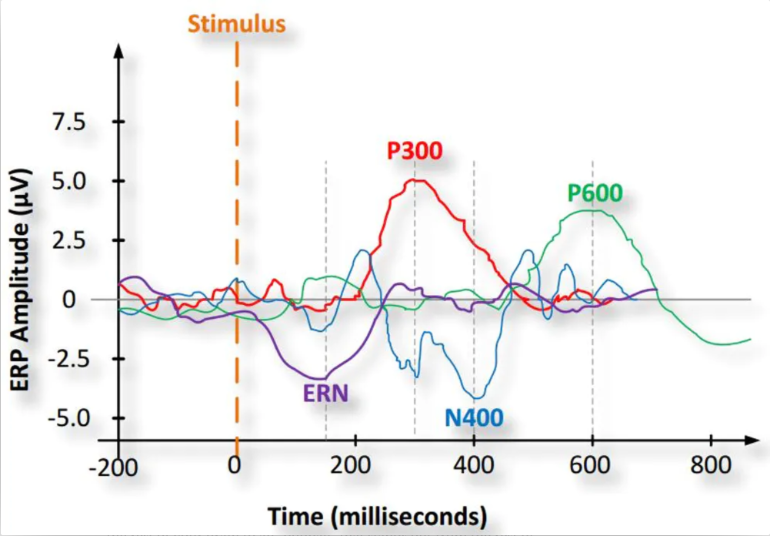 Stimulus
7.5
P300
5.0
P600
2.5
0
-2.5
ERN
N400
-5.0
-200 0 200 400 600 800
ERP Amplitude (μV)
Time (milliseconds)